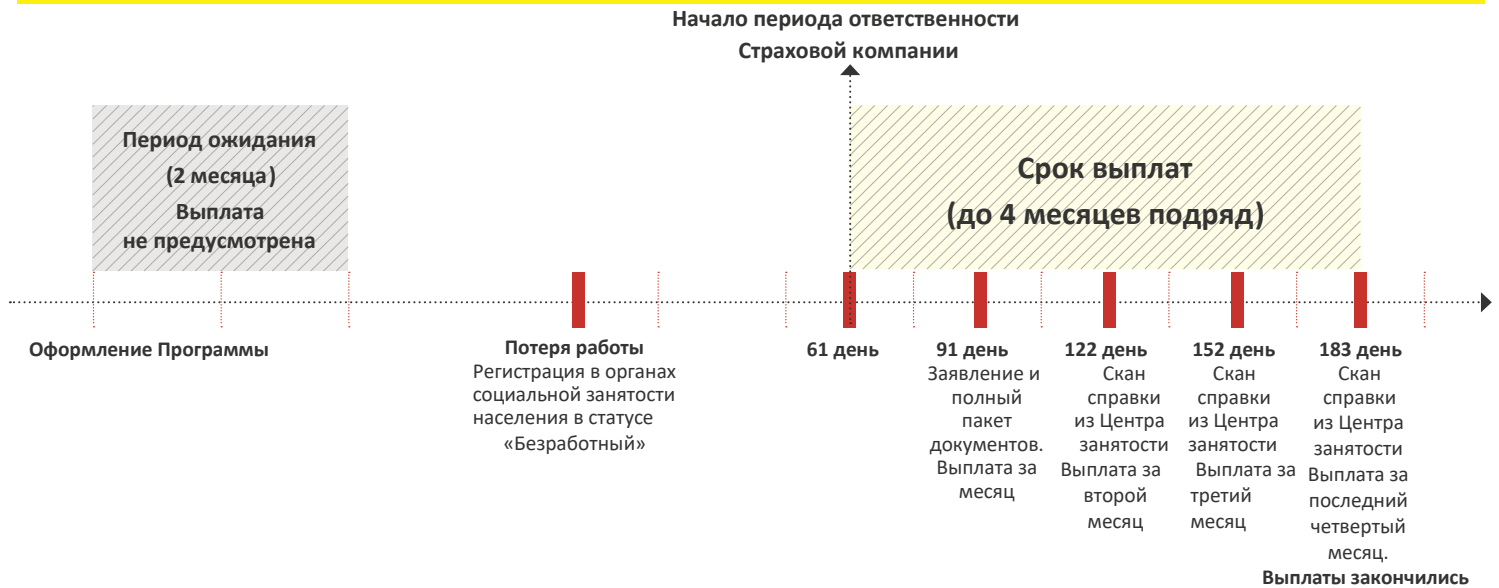 Начало периода ответственности
Страховой компании
Период ожидания
(2 месяца)
Выплата
не предусмотрена
Срок выплат
(до 4 месяцев подряд)
Оформление Программы
Потеря работы
Регистрация в органах
социальной занятости
населения в статусе
«Безработный»
61 день
91 день
Заявление и
полный
пакет
документов.
Выплата за
месяц
122 день
Скан
справки
из Центра
занятости
Выплата за
второй
месяц
152 день
Скан
справки
из Центра
занятости
Выплата за
третий
месяц
183 день
Скан
справки
из Центра
занятости
Выплата за
последний
четвертый
месяц.
Выплаты закончились